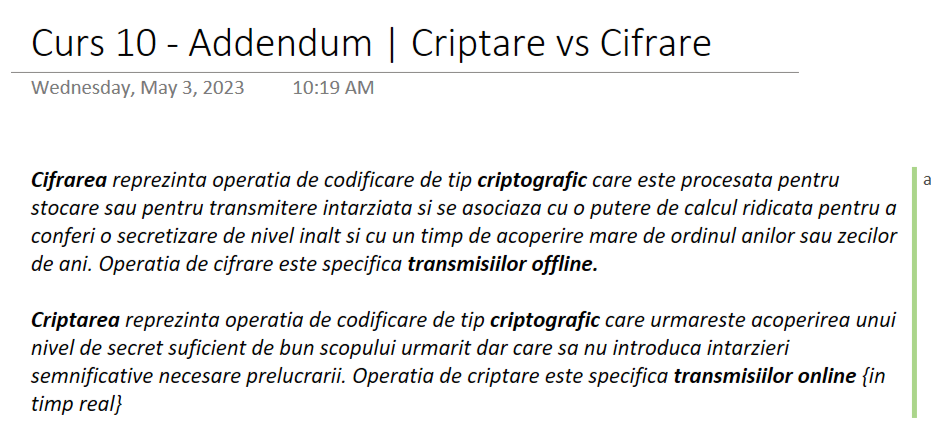 Curs 10 - Addendum | Criptare vs Cifrare
Wednesday, May 3, 2023 10:19 AM
Cifrarea reprezinta operatia de codificare de tip criptografic care este procesata pentru
stocare sau pentru transmitere intarziata si se asociaza cu o putere de calcul ridicata pentru a
conferi o secretizare de nivel inalt si cu un timp de acoperire mare de ordinul anilor sau zecilor
de ani. Operatia de cifrare este specifica transmisiilor offline.
Criptarea reprezinta operatia de codificare de tip criptografic care urmareste acoperirea unui
nivel de secret suficient de bun scopului urmarit dar care sa nu introduca intarzieri
semnificative necesare prelucrarii. Operatia de criptare este specifica transmisiilor online {in
timp real}
a